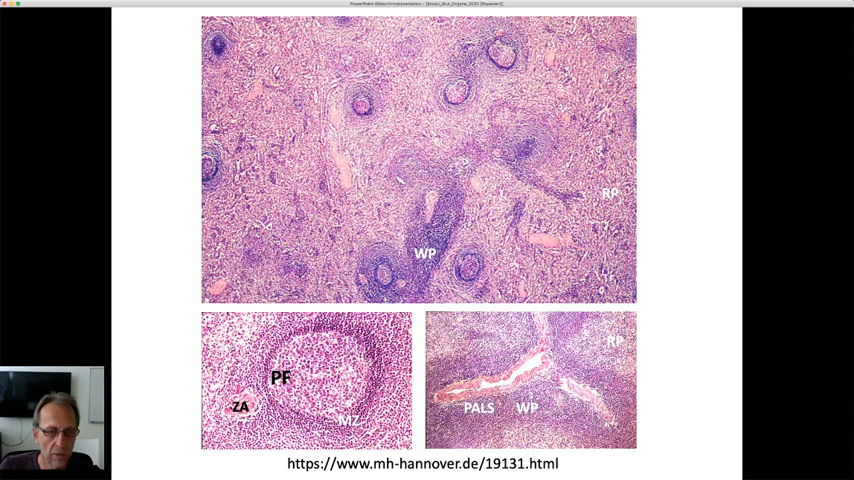 PowerPoint-Bildschirmpräsentation - [Modul_Blut_Organe_2020 [Repariert]]
RP
WP
PF
ZA
MZ
RP
PALS WP
https://www.mh-hannover.de/19131.html